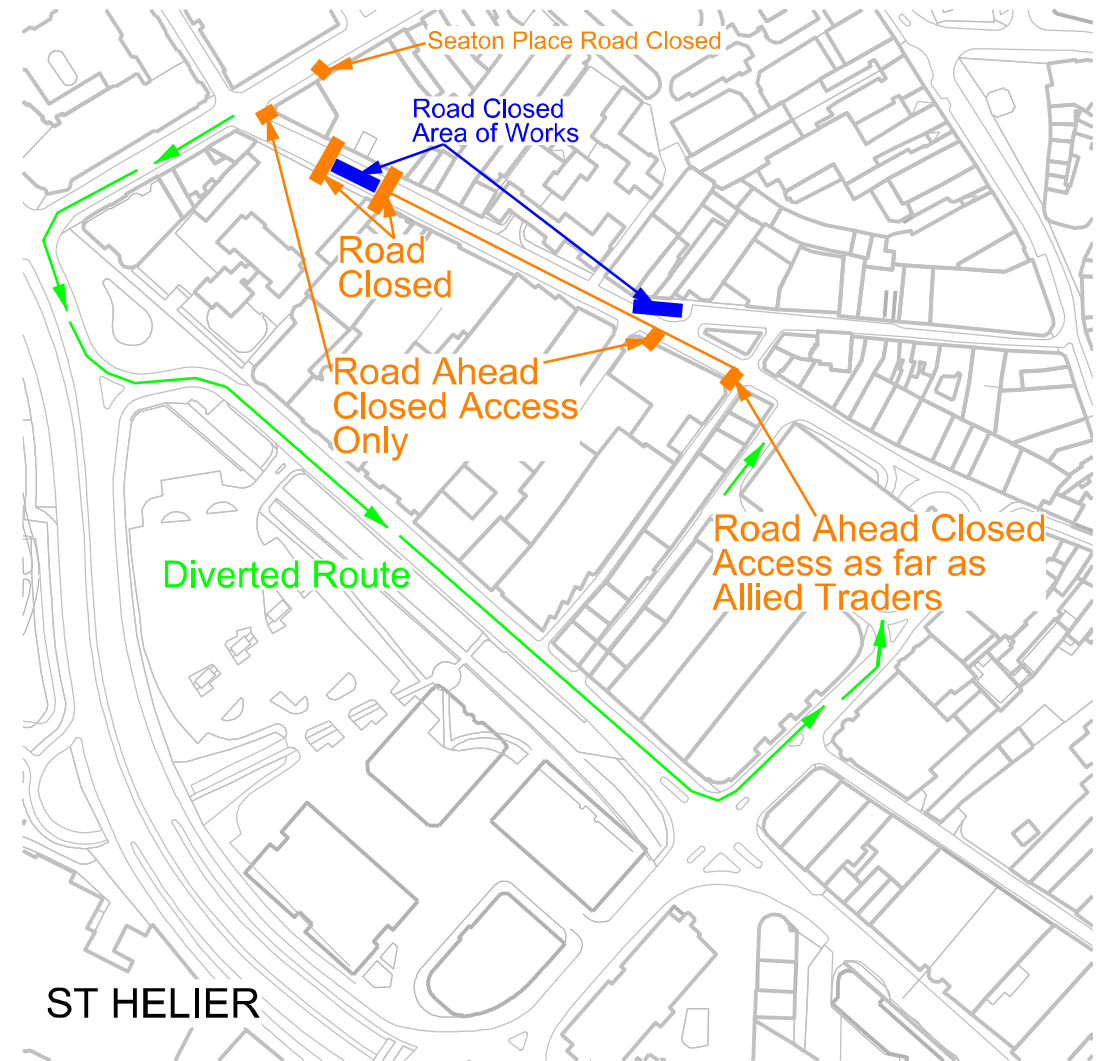 Seaton Place Road Closed
Road Closed
Area of Works
Road
Closed
Road Ahead
Closed Access
Only
Road Ahead Closed
Access as far as
Allied Traders
Diverted Route
ST HELIER